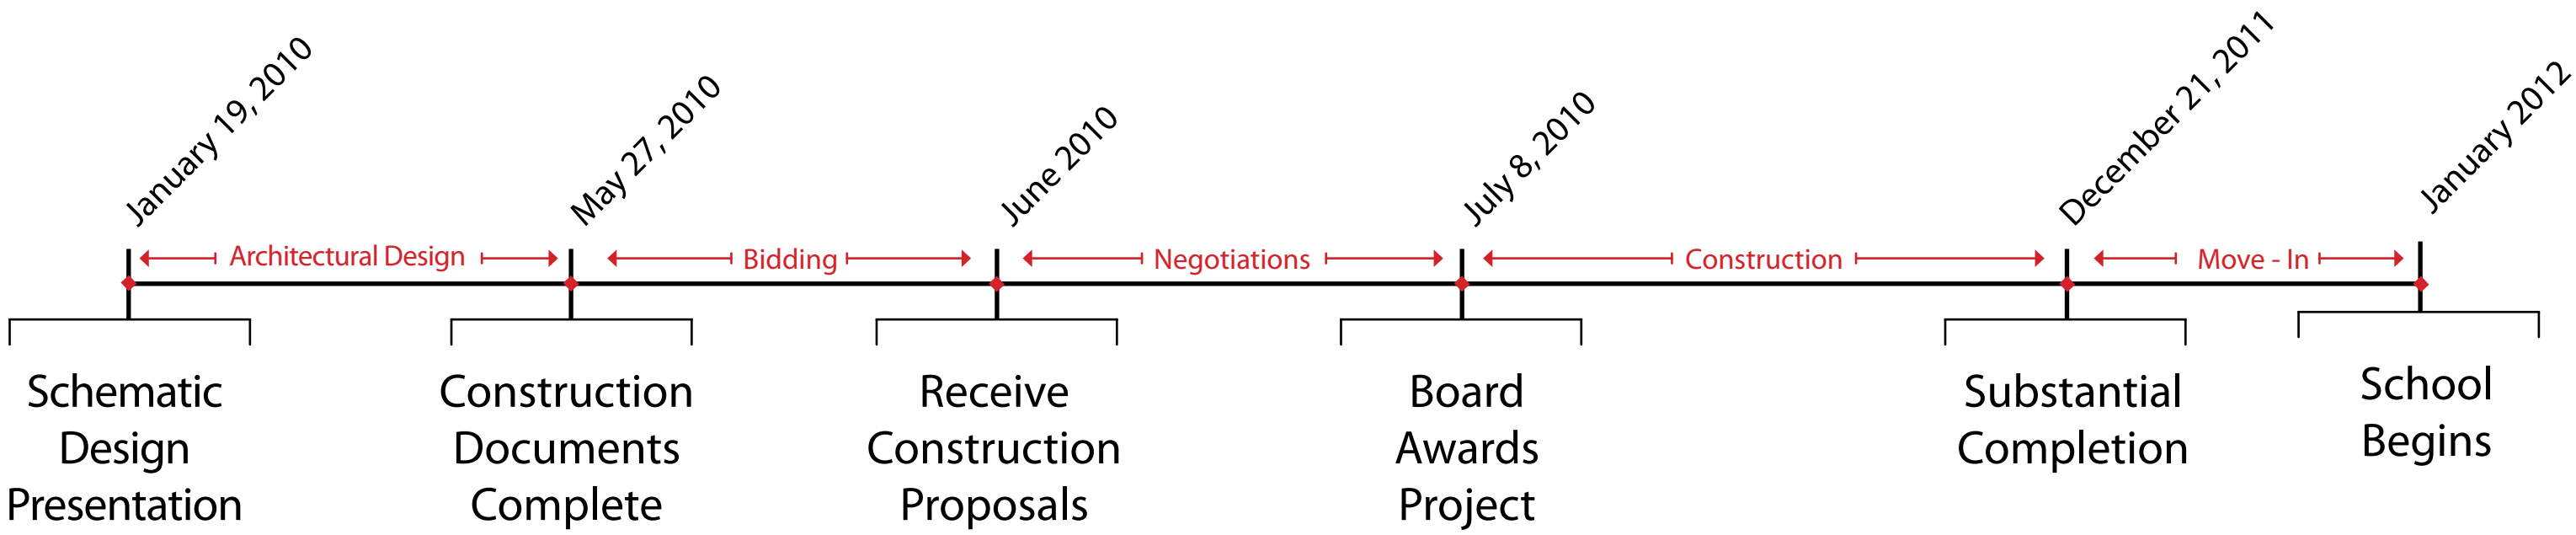 January 19, 2010
May 27, 2010
June 2010
July 8, 2010
December 21, 2011
January 2012
Architectural Design
Bidding
Negotiations
Construction
Move - In
Schematic
Design
Presentation
Construction
Documents
Complete
Receive
Construction
Proposals
Board
Awards
Project
Substantial
Completion
School
Begins